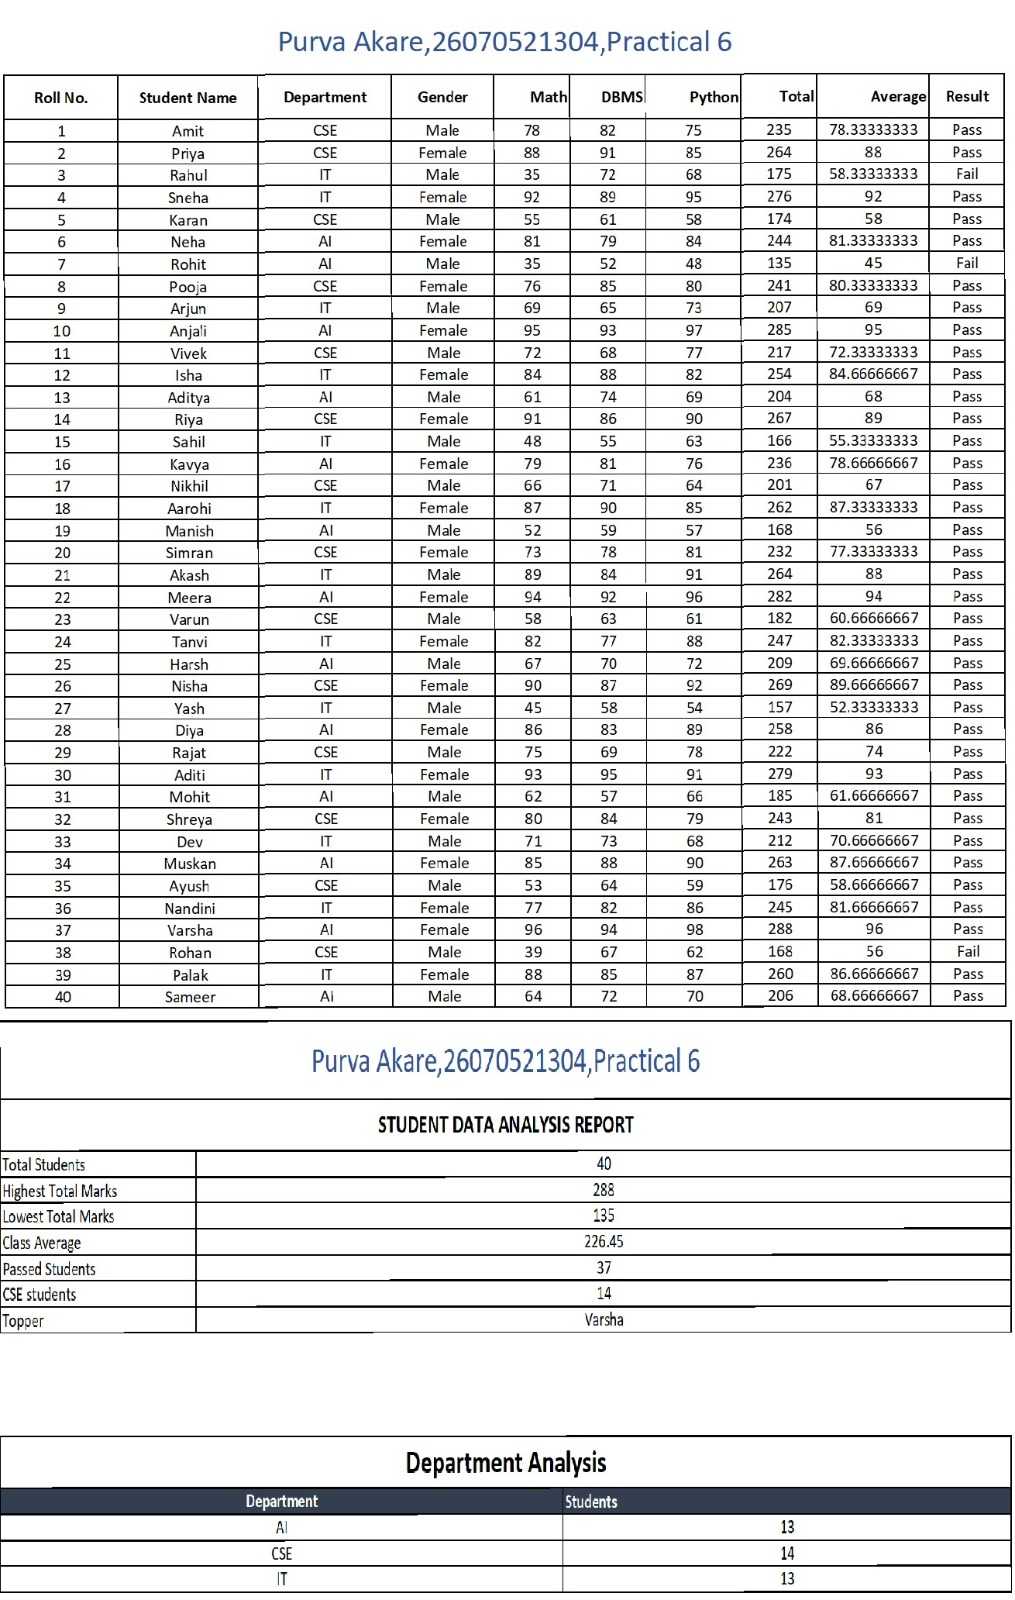 Purva Akare,26070521304,Practical 6
Roll No. Student Name Department Gender Math DBMS Python Total Average Result
1 Amit CSE Male 78 82 75 235 78.33333333 Pass
2 Priya CSE Female 88 91 85 264 88 Pass
3 Rahul IT Male 35 72 68 175 58.33333333 Fail
4 Sneha IT Female 92 89 95 276 92 Pass
5 Karan CSE Male 55 61 58 174 58 Pass
6 Neha AI Female 81 79 84 244 81.33333333 Pass
7 Rohit AI Male 35 52 48 135 45 Fail
8 Pooja CSE Female 76 85 80 241 80.33333333 Pass
9 Arjun IT Male 69 65 73 207 69 Pass
10 Anjali AI Female 95 93 97 285 95 Pass
11 Vivek CSE Male 72 68 77 217 72.33333333 Pass
12 Isha IT Female 84 88 82 254 84.66666667 Pass
13 Aditya AI Male 61 74 69 204 68 Pass
14 Riya CSE Female 91 86 90 267 89 Pass
15 Sahil IT Male 48 55 63 166 55.33333333 Pass
16 Kavya AI Female 79 81 76 236 78.66666667 Pass
17 Nikhil CSE Male 66 71 64 201 67 Pass
18 Aarohi IT Female 87 90 85 262 87.33333333 Pass
19 Manish AI Male 52 59 57 168 56 Pass
20 Simran CSE Female 73 78 81 232 77.33333333 Pass
21 Akash IT Male 89 84 91 264 88 Pass
22 Meera AI Female 94 92 96 282 94 Pass
23 Varun CSE Male 58 63 61 182 60.66666667 Pass
24 Tanvi IT Female 82 77 88 247 82.33333333 Pass
25 Harsh AI Male 67 70 72 209 69.66666667 Pass
26 Nisha CSE Female 90 87 92 269 89.66666667 Pass
27 Yash IT Male 45 58 54 157 52.33333333 Pass
28 Diya AI Female 86 83 89 258 86 Pass
29 Rajat CSE Male 75 69 78 222 74 Pass
30 Aditi IT Female 93 95 91 279 93 Pass
31 Mohit AI Male 62 57 66 185 61.66666667 Pass
32 Shreya CSE Female 80 84 79 243 81 Pass
33 Dev IT Male 71 73 68 212 70.66666667 Pass
34 Muskan AI Female 85 88 90 263 87.66666667 Pass
35 Ayush CSE Male 53 64 59 176 58.66666667 Pass
36 Nandini IT Female 77 82 86 245 81.66666667 Pass
37 Varsha AI Female 96 94 98 288 96 Pass
38 Rohan CSE Male 39 67 62 168 56 Fail
39 Palak IT Female 88 85 87 260 86.66666667 Pass
40 Sameer AI Male 64 72 70 206 68.66666667 Pass
Purva Akare,26070521304,Practical 6
STUDENT DATA ANALYSIS REPORT
Total Students 40
Highest Total Marks 288
Lowest Total Marks 135
Class Average 226.45
Passed Students 37
CSE students 14
Topper Varsha
Department Analysis
Department Students
AI 13
CSE 14
IT 13